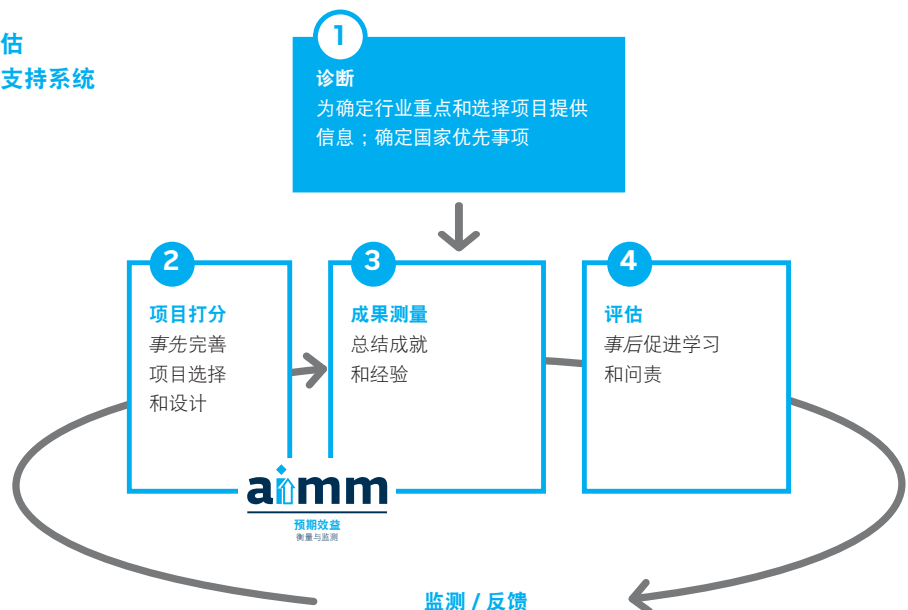 估
支持系统
1
诊断
为确定行业重点和选择项目提供
信息；确定国家优先事项
2
项目打分
事先完善
项目选择
和设计
3
成果测量
总结成就
和经验
4
评估
事后促进学习
和问责
aimm
预期效益
衡量与监测
监测 / 反馈